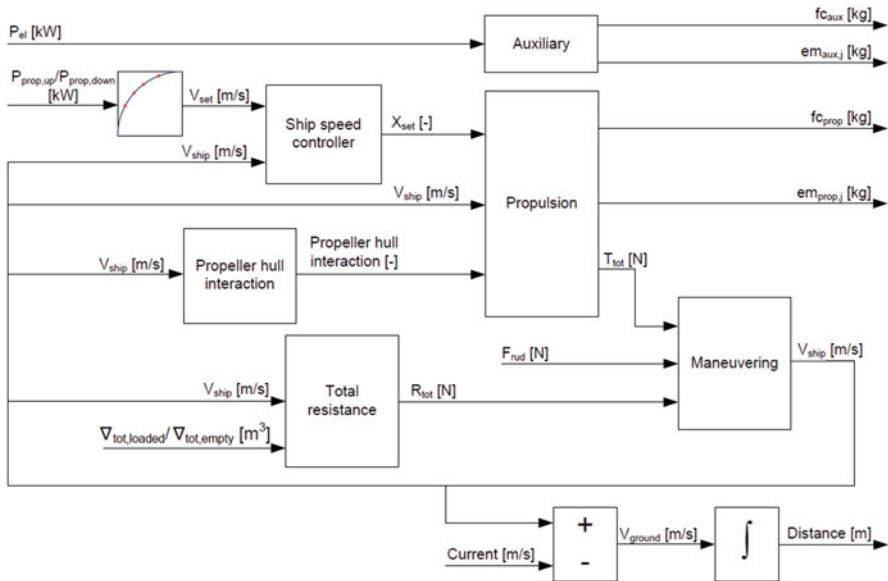 P_el [kW]
Auxiliary
fc_aux [kg]
em_aux,j [kg]
P_prop,up/P_prop,down
[kW]
V_set [m/s]
Ship speed
controller
X_set [-]
V_ship [m/s]
V_ship [m/s]
Propulsion
fc_prop [kg]
em_prop,j [kg]
V_ship [m/s]
Propeller hull
interaction
Propeller hull
interaction [-]
T_tot [N]
F_rud [N]
Maneuvering
V_ship [m/s]
V_ship [m/s]
Total
resistance
R_tot [N]
∇_tot,loaded/ ∇_tot,empty [m³]
+
-
Current [m/s]
V_ground [m/s]
∫
Distance [m]